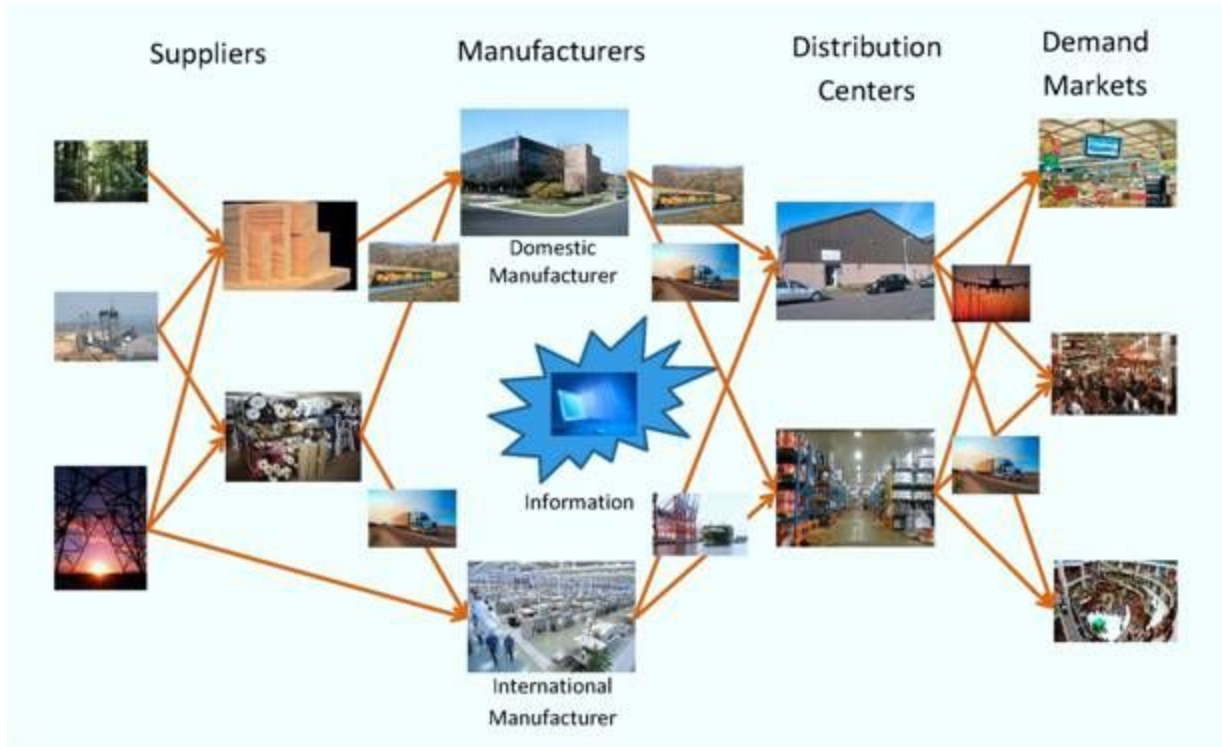 Suppliers
Manufacturers
Distribution
Centers
Demand
Markets
Domestic
Manufacturer
Information
International
Manufacturer